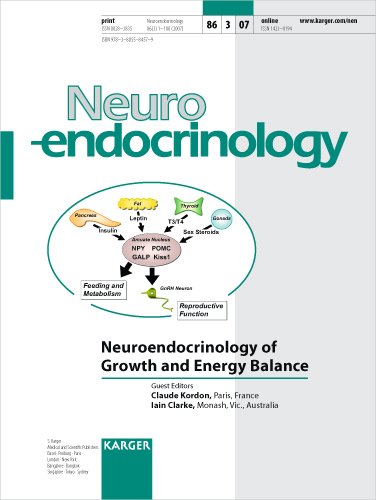 print
ISSN 0028–3835
ISBN 978–3–8055–8457–9
Neuroendocrinology
86(3) 1–100 (2007)
86 3 07
online
ISSN 1423–0194
www.karger.com/nen
Neuro
-endocrinology
Pancreas
Fat
Thyroid
Gonads
Insulin
Leptin
T3/T4
Sex Steroids
Arcuate Nucleus
NPY POMC
GALP Kiss1
Feeding and
Metabolism
GnRH Neuron
Reproductive
Function
Neuroendocrinology of
Growth and Energy Balance
Guest Editors
Claude Kordon, Paris, France
Iain Clarke, Monash, Vic., Australia
S. Karger
Medical and Scientific Publishers
Basel · Freiburg · Paris
London · New York
Bangalore · Bangkok
Singapore · Tokyo · Sydney
KARGER